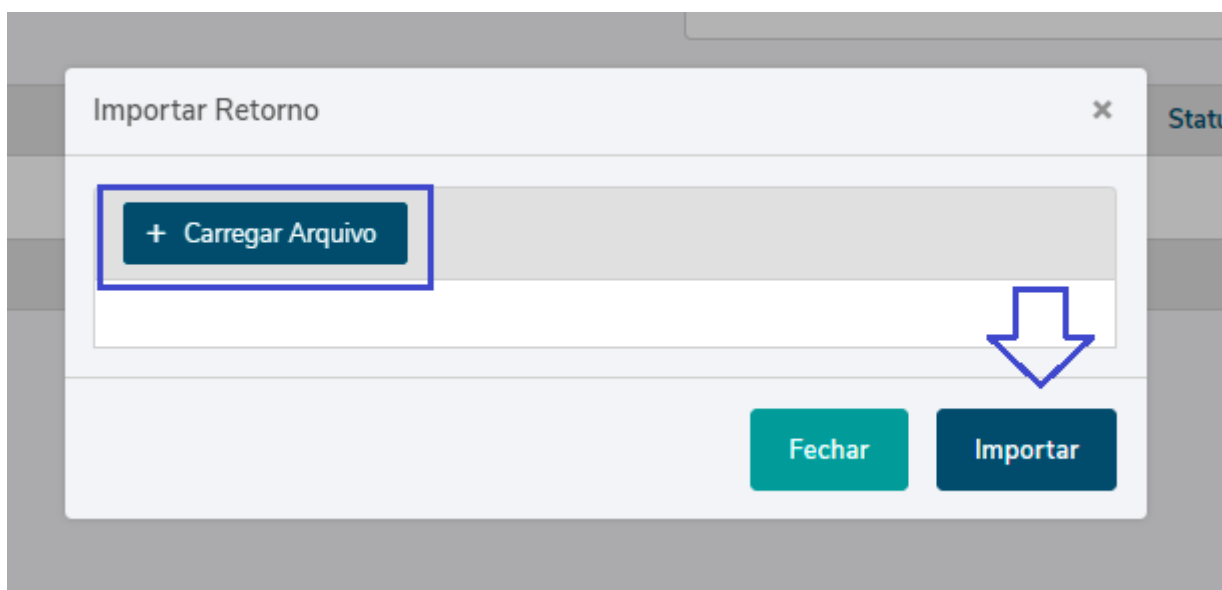 Importar Retorno ×
Statu
+ Carregar Arquivo
Fechar
Importar